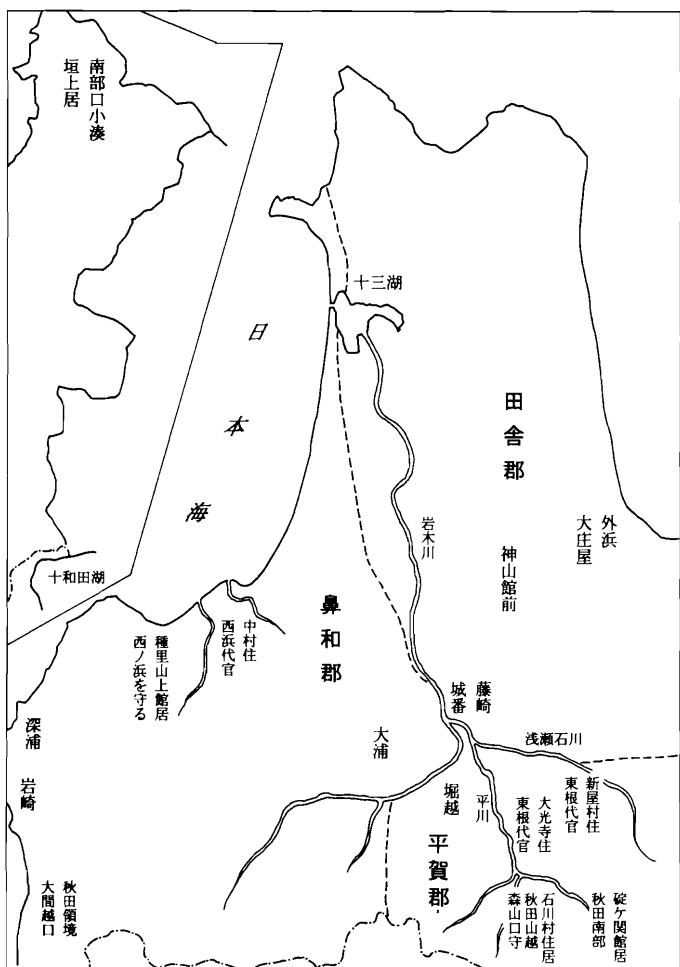 南部口小湊
垣上居
十三湖
日本海
田舎郡
外浜
大庄屋
岩木川
神山館前
十和田湖
鼻和郡
中村住
西浜代官
種里山上館居
西ノ浜を守る
藤崎
城番
深浦
岩崎
大浦
浅瀬石川
堀越
平川
新屋村住
東根代官
大光寺住
東根代官
平賀郡
碇ケ関館居
秋田南部
石川村住居
秋田山越
森山口守
秋田領境
大間越口